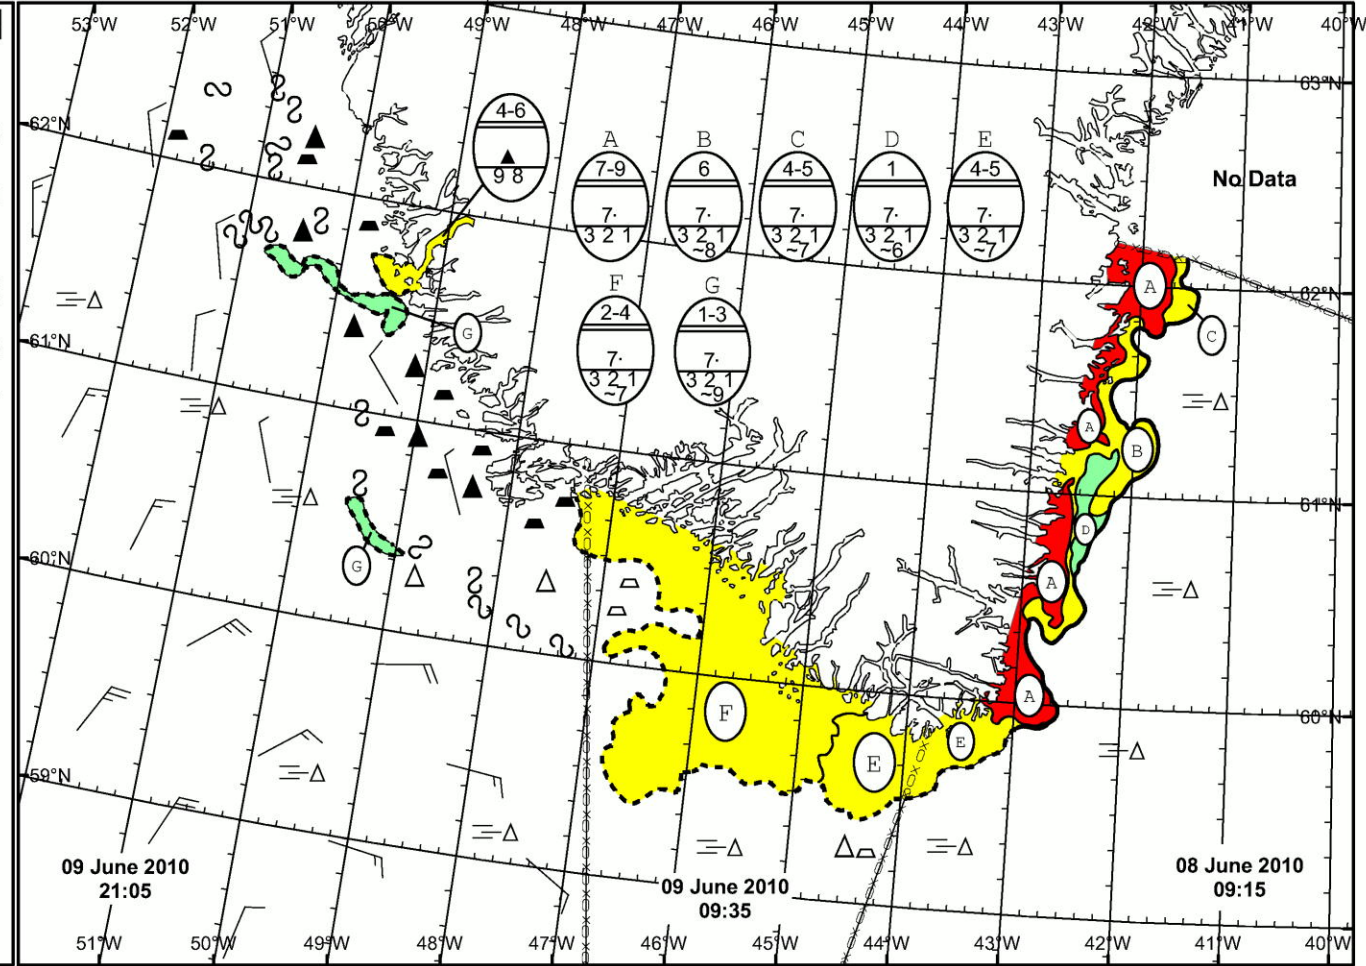 53°W 52°W 51°W 50°W 49°W 48°W 47°W 46°W 45°W 44°W 43°W 42°W 41°W 40°W
63°N
62°N
4-6
9 8
A B C D E
7-9 6 4-5 1 4-5
7· 7· 7· 7· 7·
3 2 1 3 2 1 3 2 1 3 2 1 3 2 1
~8 ~7 ~6 ~7
No Data
F G
2-4 1-3
7· 7·
3 2 1 3 2 1
~7 ~9
A
62°N
C
G
61°N
A
B
61°N
D
G
60°N
A
A
F
E
60°N
E
59°N
09 June 2010
21:05
09 June 2010
09:35
08 June 2010
09:15
51°W 50°W 49°W 48°W 47°W 46°W 45°W 44°W 43°W 42°W 41°W 40°W